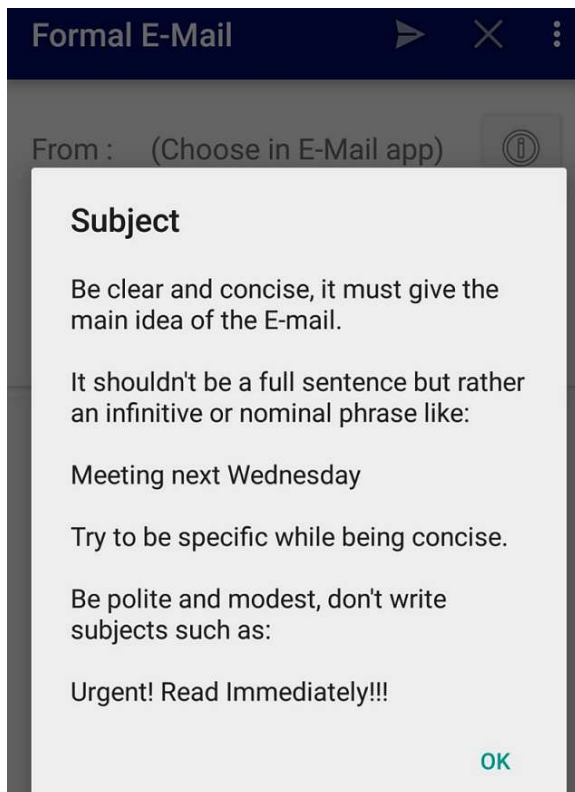 Formal E-Mail
From :    (Choose in E-Mail app)
Subject
Be clear and concise, it must give the
main idea of the E-mail.
It shouldn't be a full sentence but rather
an infinitive or nominal phrase like:
Meeting next Wednesday
Try to be specific while being concise.
Be polite and modest, don't write
subjects such as:
Urgent! Read Immediately!!!
OK